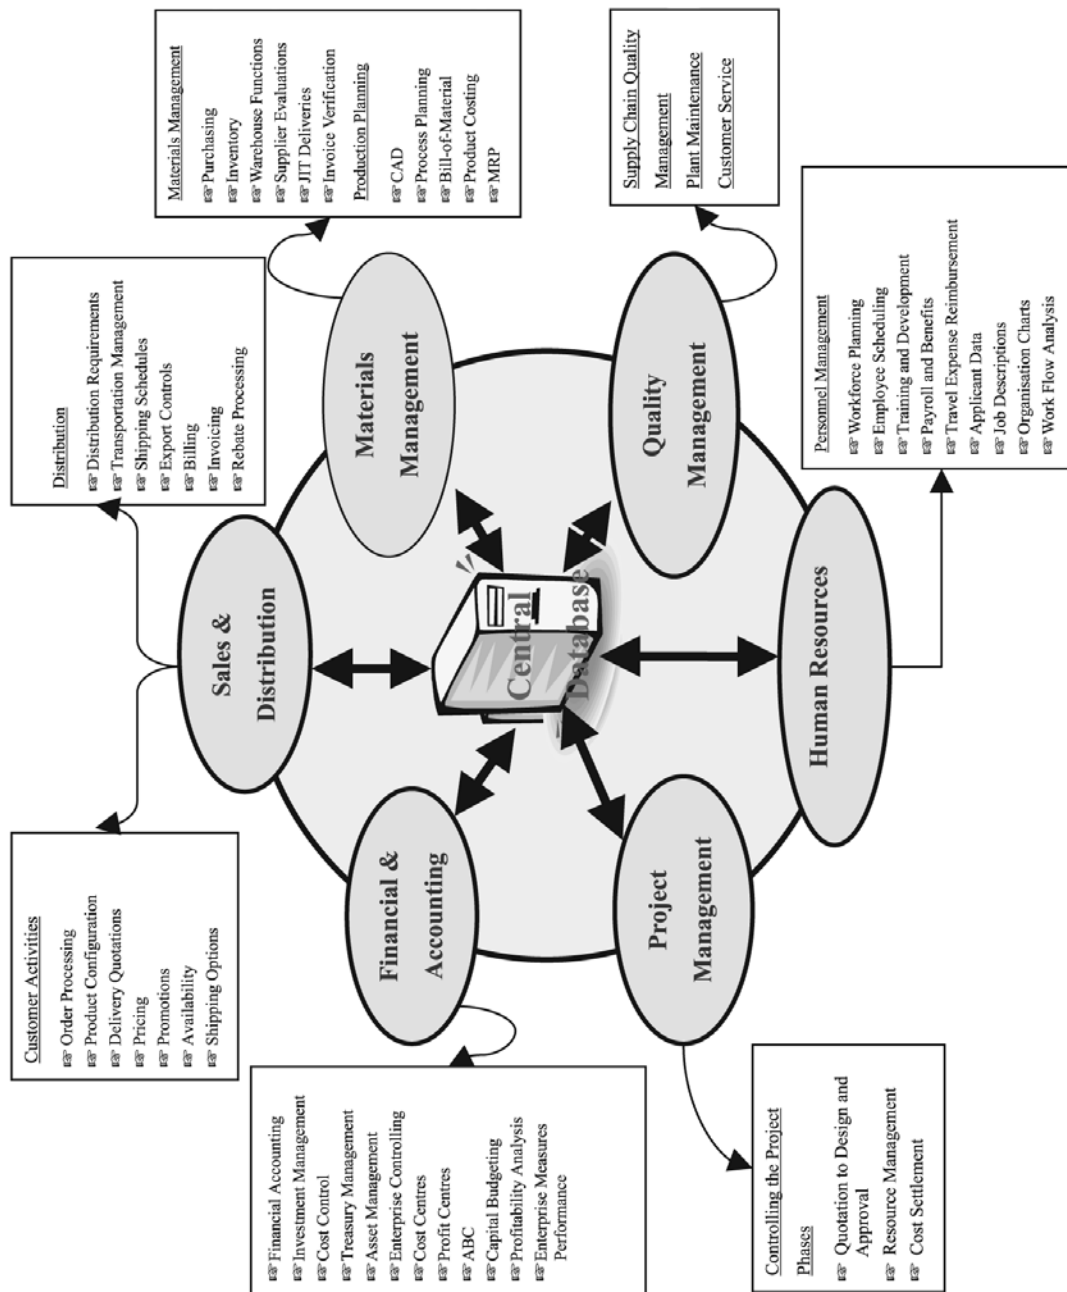 Customer Activities
☞ Order Processing
☞ Product Configuration
☞ Delivery Quotations
☞ Pricing
☞ Promotions
☞ Availability
☞ Shipping Options
Distribution
☞ Distribution Requirements
☞ Transportation Management
☞ Shipping Schedules
☞ Export Controls
☞ Billing
☞ Invoicing
☞ Rebate Processing
Materials Management
☞ Purchasing
☞ Inventory
☞ Warehouse Functions
☞ Supplier Evaluations
☞ JIT Deliveries
☞ Invoice Verification
Production Planning
☞ CAD
☞ Process Planning
☞ Bill-of-Material
☞ Product Costing
☞ MRP
Sales &
Distribution
Financial &
Accounting
Materials
Management
Central
Database
Project
Management
Quality
Management
Human Resources
☞ Financial Accounting
☞ Investment Management
☞ Cost Control
☞ Treasury Management
☞ Asset Management
☞ Enterprise Controlling
☞ Cost Centres
☞ Profit Centres
☞ ABC
☞ Capital Budgeting
☞ Profitability Analysis
☞ Enterprise Measures
Performance
Supply Chain Quality
Management
Plant Maintenance
Customer Service
Controlling the Project
Phases
☞ Quotation to Design and
Approval
☞ Resource Management
☞ Cost Settlement
Personnel Management
☞ Workforce Planning
☞ Employee Scheduling
☞ Training and Development
☞ Payroll and Benefits
☞ Travel Expense Reimbursement
☞ Applicant Data
☞ Job Descriptions
☞ Organisation Charts
☞ Work Flow Analysis